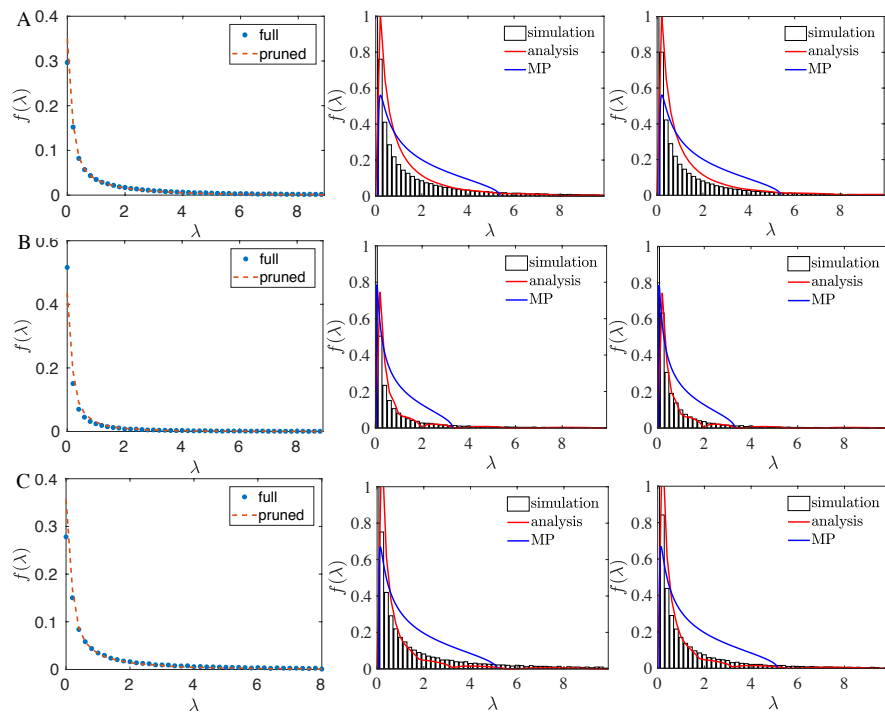 A
0.4
0.3
0.2
0.1
0
0 2 4 6 8
f(λ)
λ
full
pruned
1
0.8
0.6
0.4
0.2
0
0 2 4 6 8
f(λ)
λ
simulation
analysis
MP
1
0.8
0.6
0.4
0.2
0
0 2 4 6 8
f(λ)
λ
simulation
analysis
MP
B
0.6
0.4
0.2
0
0 2 4 6 8
f(λ)
λ
full
pruned
1
0.8
0.6
0.4
0.2
0
0 2 4 6 8
f(λ)
λ
simulation
analysis
MP
1
0.8
0.6
0.4
0.2
0
0 2 4 6 8
f(λ)
λ
simulation
analysis
MP
C
0.4
0.3
0.2
0.1
0
0 2 4 6 8
f(λ)
λ
full
pruned
1
0.8
0.6
0.4
0.2
0
0 2 4 6 8
f(λ)
λ
simulation
analysis
MP
1
0.8
0.6
0.4
0.2
0
0 2 4 6 8
f(λ)
λ
simulation
analysis
MP